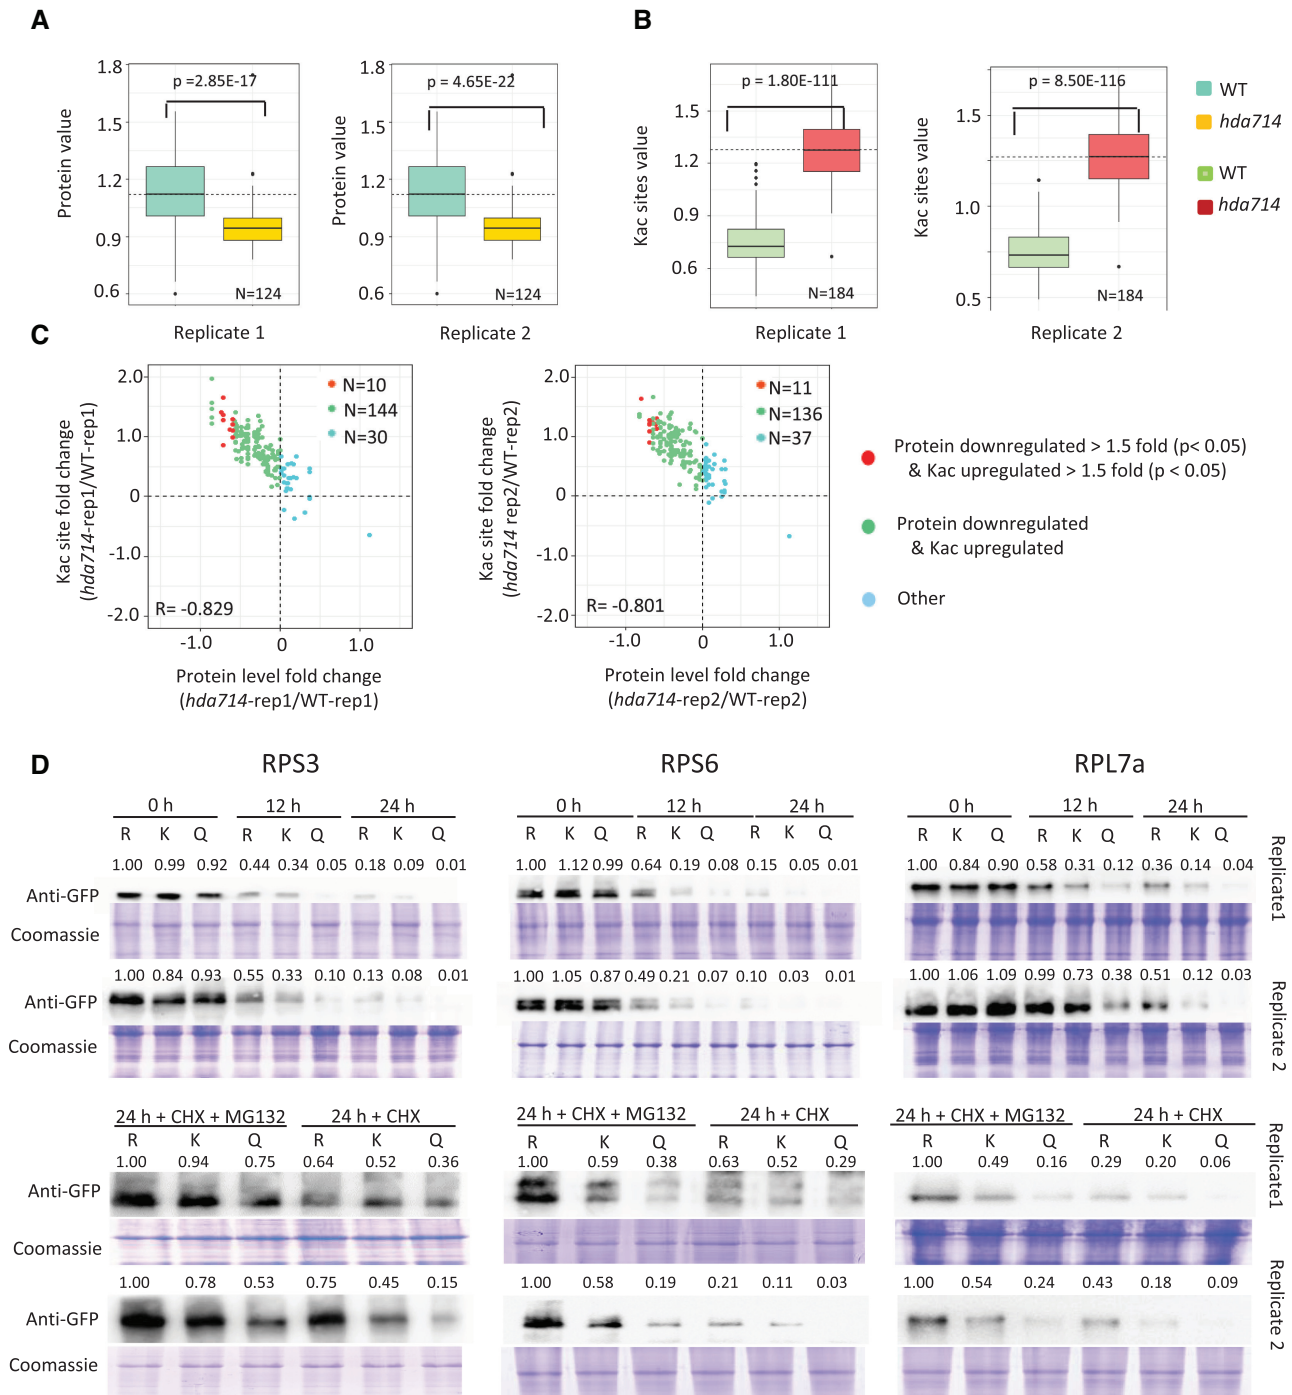 A
B
1.8
1.5
1.2
0.9
0.6
Protein value
p =2.85E-17
N=124
Replicate 1
1.8
1.5
1.2
0.9
0.6
Protein value
p = 4.65E-22
N=124
Replicate 2
1.5
1.2
0.9
0.6
Kac sites value
p = 1.80E-111
N=184
Replicate 1
1.5
1.0
0.5
Kac sites value
p = 8.50E-116
N=184
Replicate 2
WT
hda714
WT
hda714
C
2.0
1.0
0
-1.0
-2.0
Kac site fold change
(hda714-rep1/WT-rep1)
N=10
N=144
N=30
R= -0.829
-1.0 0 1.0
Protein level fold change
(hda714-rep1/WT-rep1)
2.0
1.0
0
-1.0
-2.0
Kac site fold change
(hda714 rep2/WT-rep2)
N=11
N=136
N=37
R= -0.801
-1.0 0 1.0
Protein level fold change
(hda714-rep2/WT-rep2)
Protein downregulated > 1.5 fold (p< 0.05)
& Kac upregulated > 1.5 fold (p < 0.05)
Protein downregulated
& Kac upregulated
Other
D
RPS3 RPS6 RPL7a
0 h 12 h 24 h 0 h 12 h 24 h 0 h 12 h 24 h
R K Q R K Q R K Q R K Q R K Q R K Q R K Q R K Q R K Q
1.00 0.99 0.92 0.44 0.34 0.05 0.18 0.09 0.01 1.00 1.12 0.99 0.64 0.19 0.08 0.15 0.05 0.01 1.00 0.84 0.90 0.58 0.31 0.12 0.36 0.14 0.04
Anti-GFP
Coomassie
Replicate1
1.00 0.84 0.93 0.55 0.33 0.10 0.13 0.08 0.01 1.00 1.05 0.87 0.49 0.21 0.07 0.10 0.03 0.01 1.00 1.06 1.09 0.99 0.73 0.38 0.51 0.12 0.03
Anti-GFP
Coomassie
Replicate 2
24 h + CHX + MG132 24 h + CHX 24 h + CHX + MG132 24 h + CHX 24 h + CHX + MG132 24 h + CHX
R K Q R K Q R K Q R K Q R K Q R K Q
1.00 0.94 0.75 0.64 0.52 0.36 1.00 0.59 0.38 0.63 0.52 0.29 1.00 0.49 0.16 0.29 0.20 0.06
Anti-GFP
Coomassie
Replicate1
1.00 0.78 0.53 0.75 0.45 0.15 1.00 0.58 0.19 0.21 0.11 0.03 1.00 0.54 0.24 0.43 0.18 0.09
Anti-GFP
Coomassie
Replicate 2